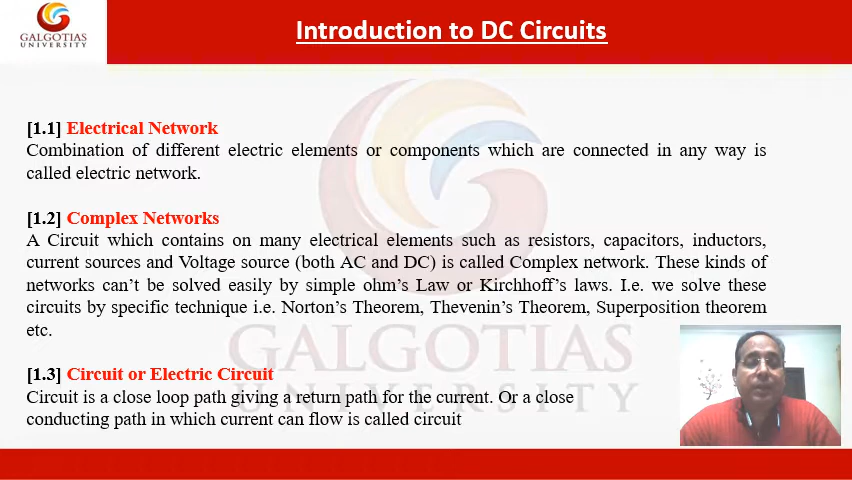 GALGOTIAS
UNIVERSITY
Introduction to DC Circuits
[1.1] Electrical Network
Combination of different electric elements or components which are connected in any way is
called electric network.
[1.2] Complex Networks
A Circuit which contains on many electrical elements such as resistors, capacitors, inductors,
current sources and Voltage source (both AC and DC) is called Complex network. These kinds of
networks can’t be solved easily by simple ohm’s Law or Kirchhoff’s laws. I.e. we solve these
circuits by specific technique i.e. Norton’s Theorem, Thevenin’s Theorem, Superposition theorem
etc.
GALGOTIAS
UNIVERSITY
[1.3] Circuit or Electric Circuit
Circuit is a close loop path giving a return path for the current. Or a close
conducting path in which current can flow is called circuit